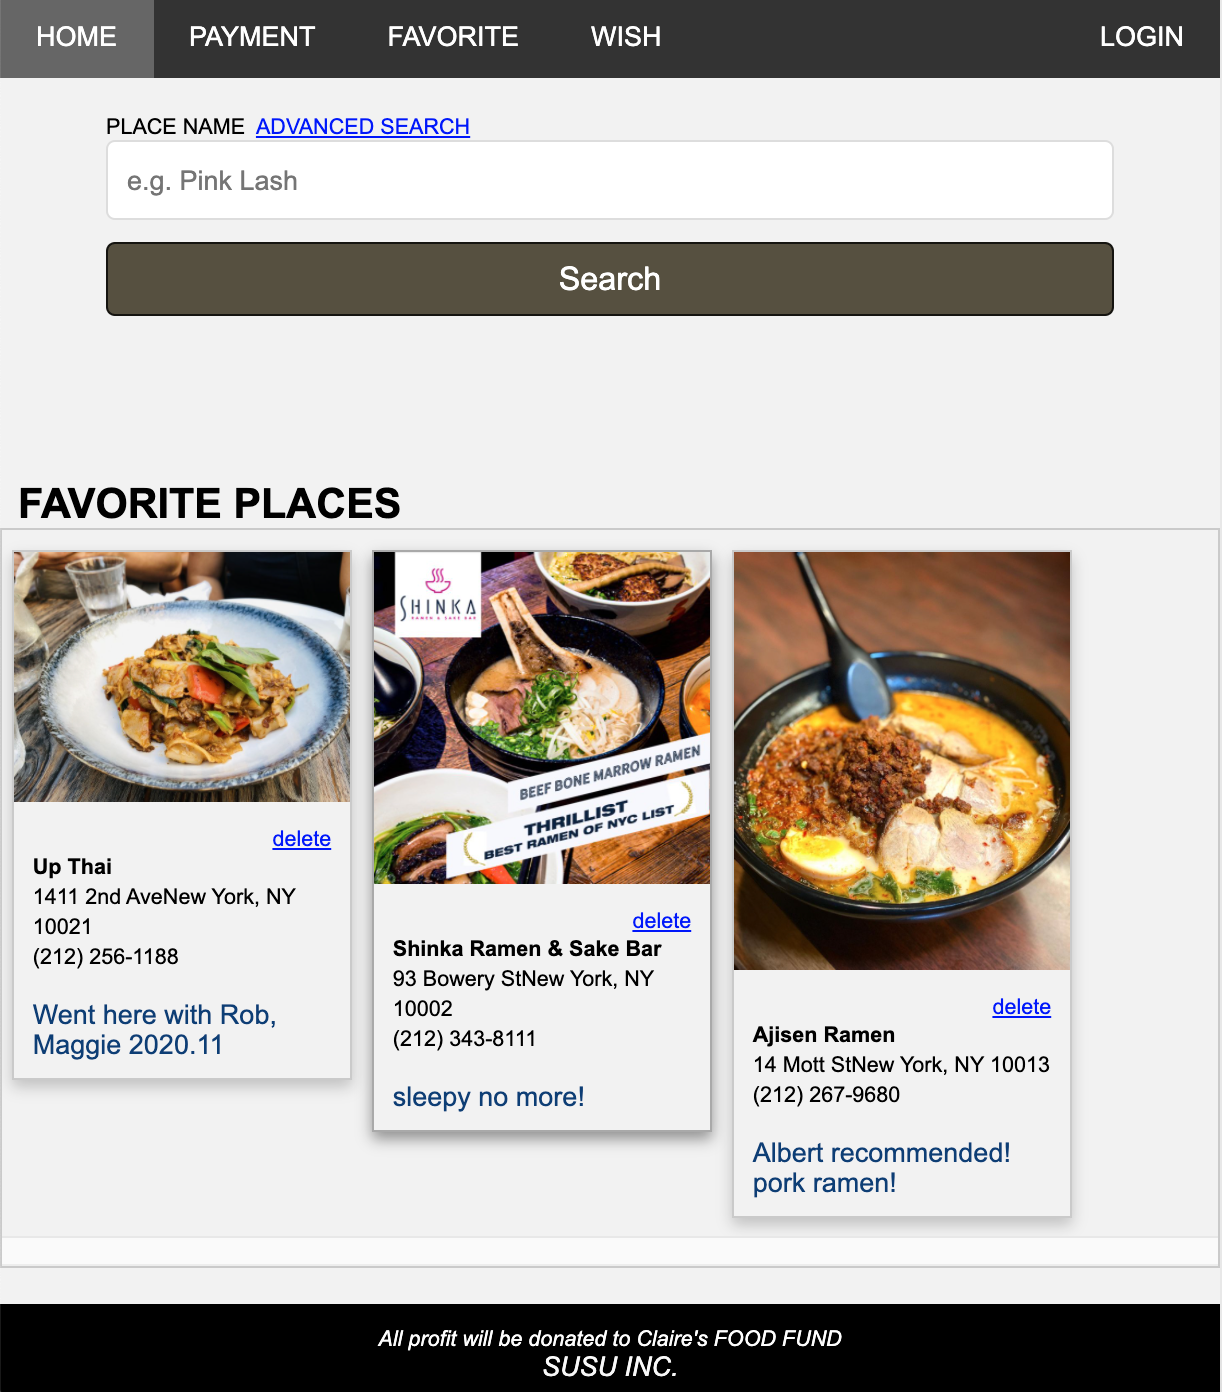 HOME PAYMENT FAVORITE WISH LOGIN
PLACE NAME ADVANCED SEARCH
e.g. Pink Lash
Search
FAVORITE PLACES
delete
Up Thai
1411 2nd AveNew York, NY
10021
(212) 256-1188
Went here with Rob,
Maggie 2020.11
SHINKA
RAMEN & SAKE BAR
BEEF BONE MARROW RAMEN
THRILLIST
BEST RAMEN OF NYC LIST
delete
Shinka Ramen & Sake Bar
93 Bowery StNew York, NY
10002
(212) 343-8111
sleepy no more!
delete
Ajisen Ramen
14 Mott StNew York, NY 10013
(212) 267-9680
Albert recommended!
pork ramen!
All profit will be donated to Claire's FOOD FUND
SUSU INC.